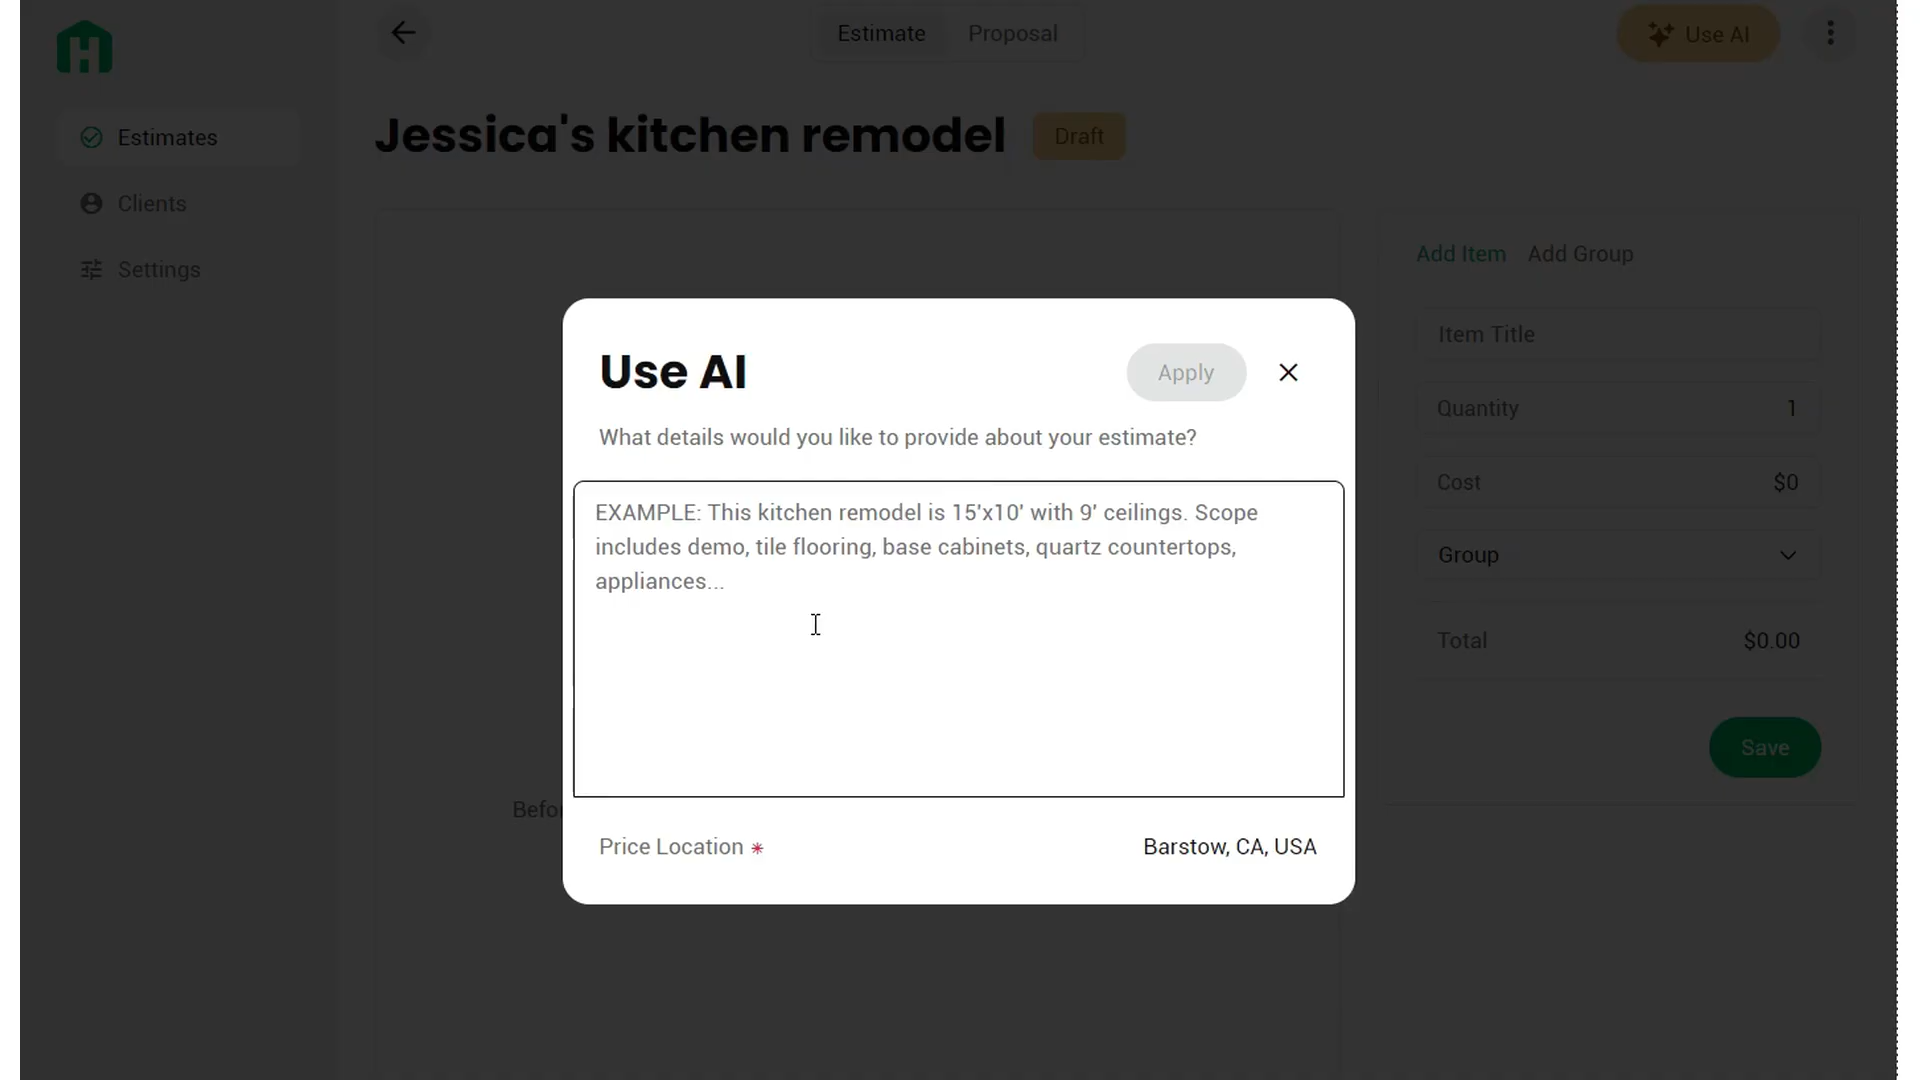 Estimate Proposal
Use AI
Jessica's kitchen remodel Draft
Estimates
Clients
Settings
Add Item Add Group
Item Title
Quantity 1
Cost $0
Group
Total $0.00
Save
Use AI
Apply
What details would you like to provide about your estimate?
EXAMPLE: This kitchen remodel is 15'x10' with 9' ceilings. Scope
includes demo, tile flooring, base cabinets, quartz countertops,
appliances...
Price Location * Barstow, CA, USA